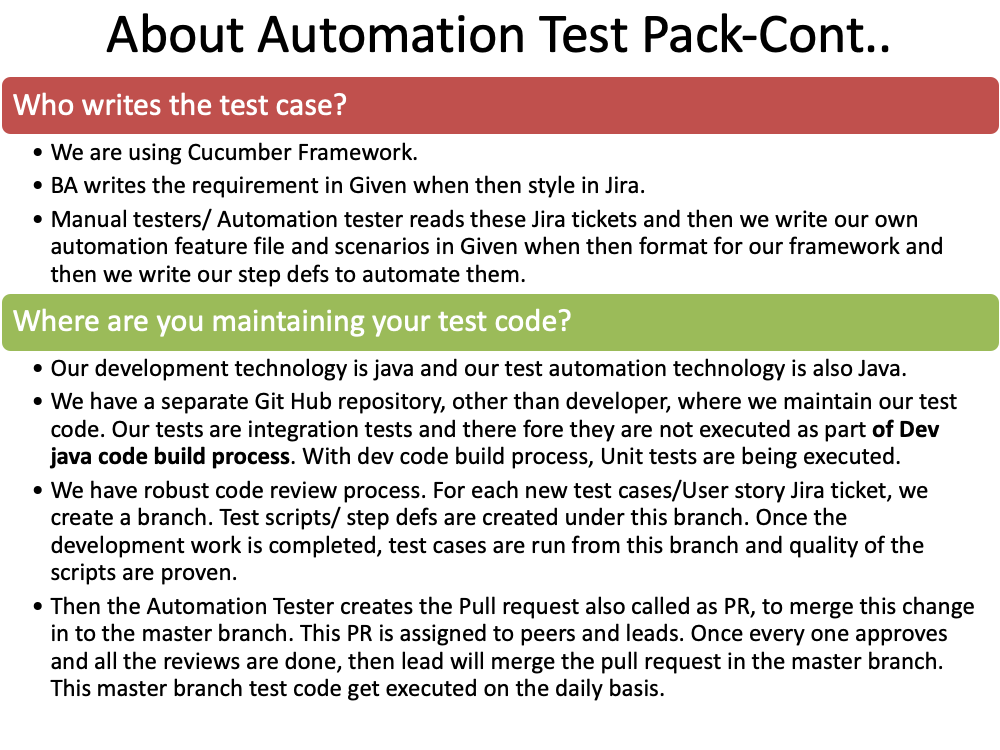 About Automation Test Pack-Cont..
Who writes the test case?
• We are using Cucumber Framework.
• BA writes the requirement in Given when then style in Jira.
• Manual testers/ Automation tester reads these Jira tickets and then we write our own
automation feature file and scenarios in Given when then format for our framework and
then we write our step defs to automate them.
Where are you maintaining your test code?
• Our development technology is java and our test automation technology is also Java.
• We have a separate Git Hub repository, other than developer, where we maintain our test
code. Our tests are integration tests and there fore they are not executed as part of Dev
java code build process. With dev code build process, Unit tests are being executed.
• We have robust code review process. For each new test cases/User story Jira ticket, we
create a branch. Test scripts/ step defs are created under this branch. Once the
development work is completed, test cases are run from this branch and quality of the
scripts are proven.
• Then the Automation Tester creates the Pull request also called as PR, to merge this change
in to the master branch. This PR is assigned to peers and leads. Once every one approves
and all the reviews are done, then lead will merge the pull request in the master branch.
This master branch test code get executed on the daily basis.